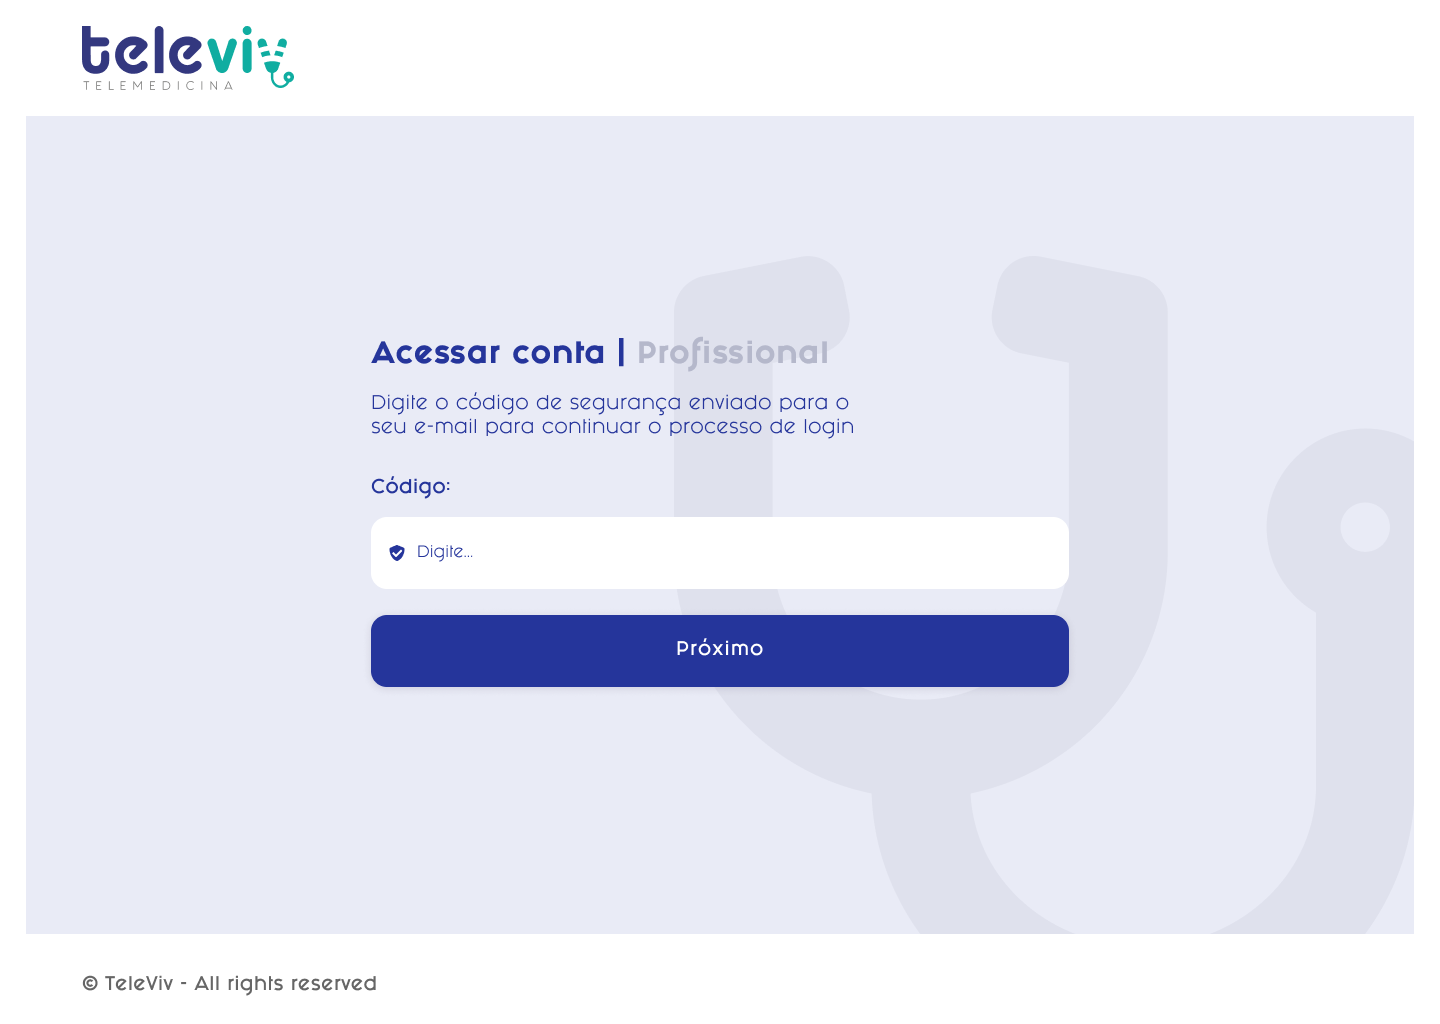 televiv
TELEMEDICINA
Acessar conta | Profissional
Digite o código de segurança enviado para o
seu e-mail para continuar o processo de login
Código:
Digite...
Próximo
© TeleViv - All rights reserved